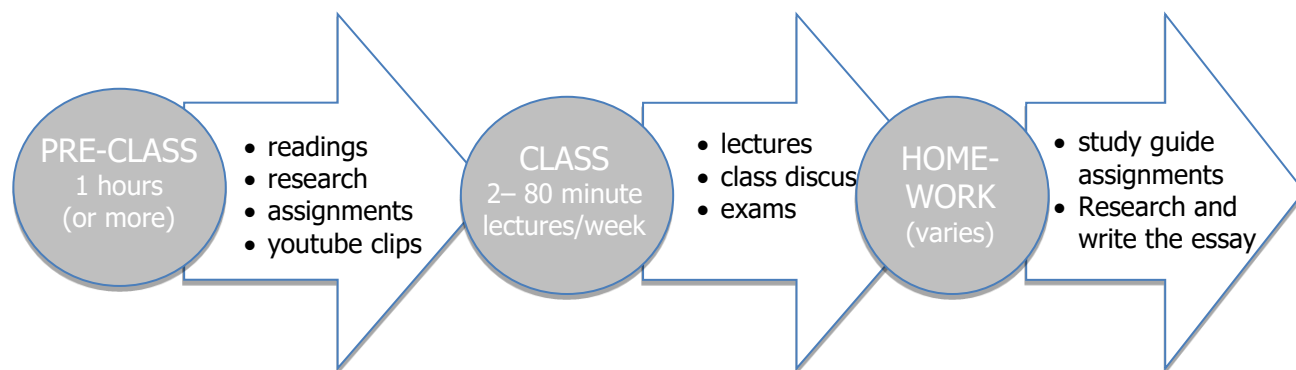 PRE-CLASS
1 hours
(or more)
• readings
• research
• assignments
• youtube clips
CLASS
2– 80 minute
lectures/week
• lectures
• class discus
• exams
HOME-
WORK
(varies)
• study guide
assignments
• Research and
write the essay